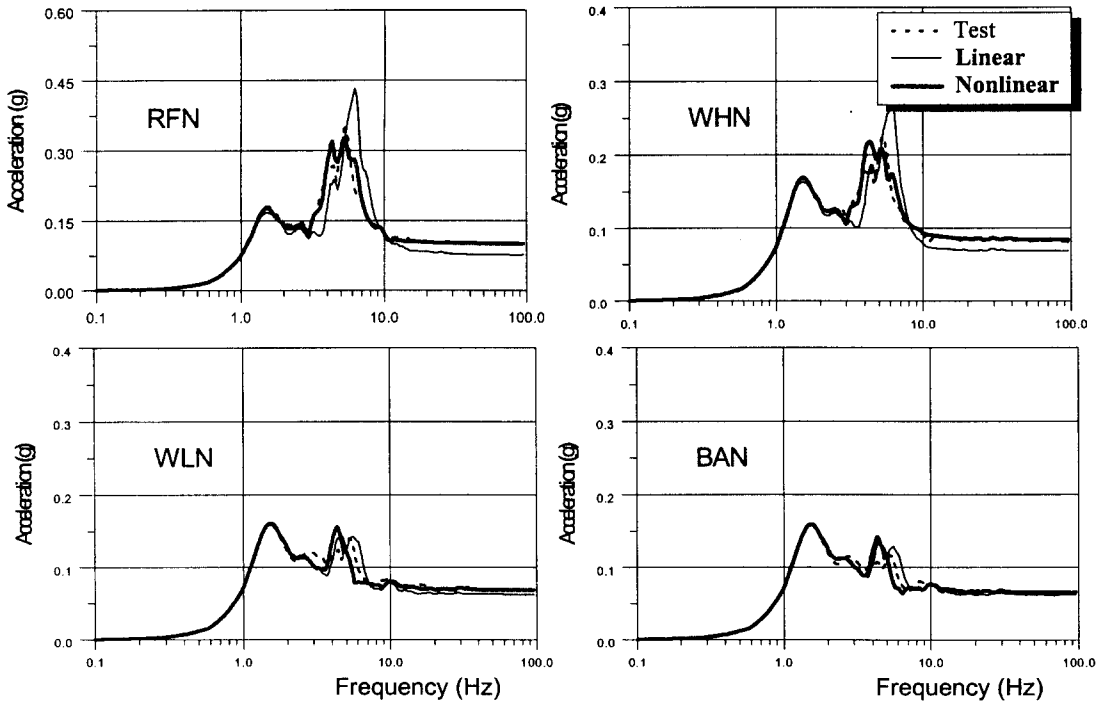 0.60
0.45
0.30
0.15
0.00
Acceleration (g)
RFN
0.1
1.0
10.0
100.0
0.4
0.3
0.2
0.1
0.0
Acceleration (g)
WHN
Test
Linear
Nonlinear
0.1
1.0
10.0
100.0
0.4
0.3
0.2
0.1
0.0
Acceleration (g)
WLN
0.1
1.0
10.0
100.0
Frequency (Hz)
0.4
0.3
0.2
0.1
0.0
Acceleration (g)
BAN
0.1
1.0
10.0
100.0
Frequency (Hz)